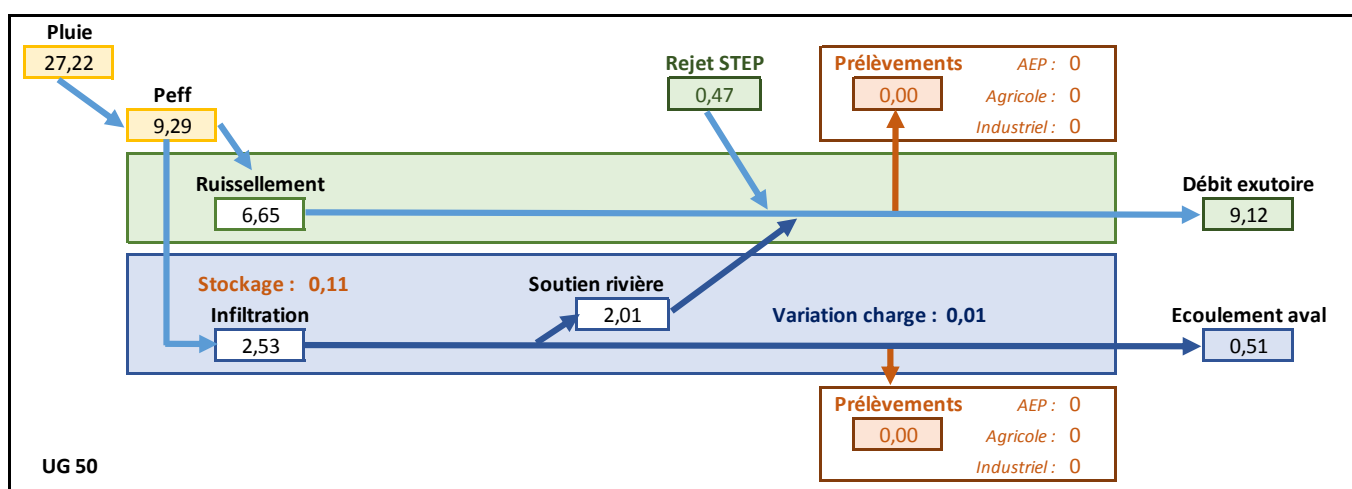 Pluie
27,22
Peff
9,29
Rejet STEP
0,47
Prélèvements
0,00
AEP : 0
Agricole : 0
Industriel : 0
Ruissellement
6,65
Débit exutoire
9,12
Stockage : 0,11
Infiltration
2,53
Soutien rivière
2,01
Variation charge : 0,01
Ecoulement aval
0,51
Prélèvements
0,00
AEP : 0
Agricole : 0
Industriel : 0
UG 50